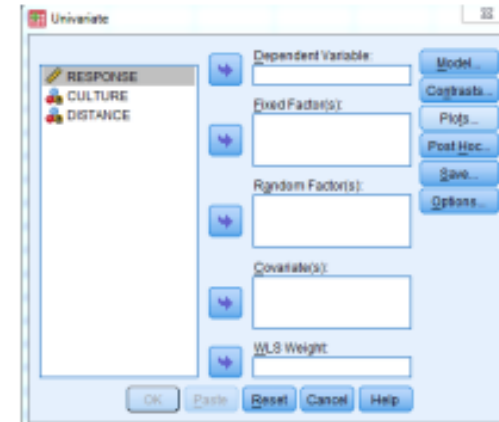 Univariate
RESPONSE
CULTURE
DISTANCE
Dependent Variable:
Fixed Factor(s):
Random Factor(s):
Covariate(s):
WLS Weight:
Model...
Contrasts...
Plots...
Post Hoc...
Save...
Options...
OK
Paste
Reset
Cancel
Help